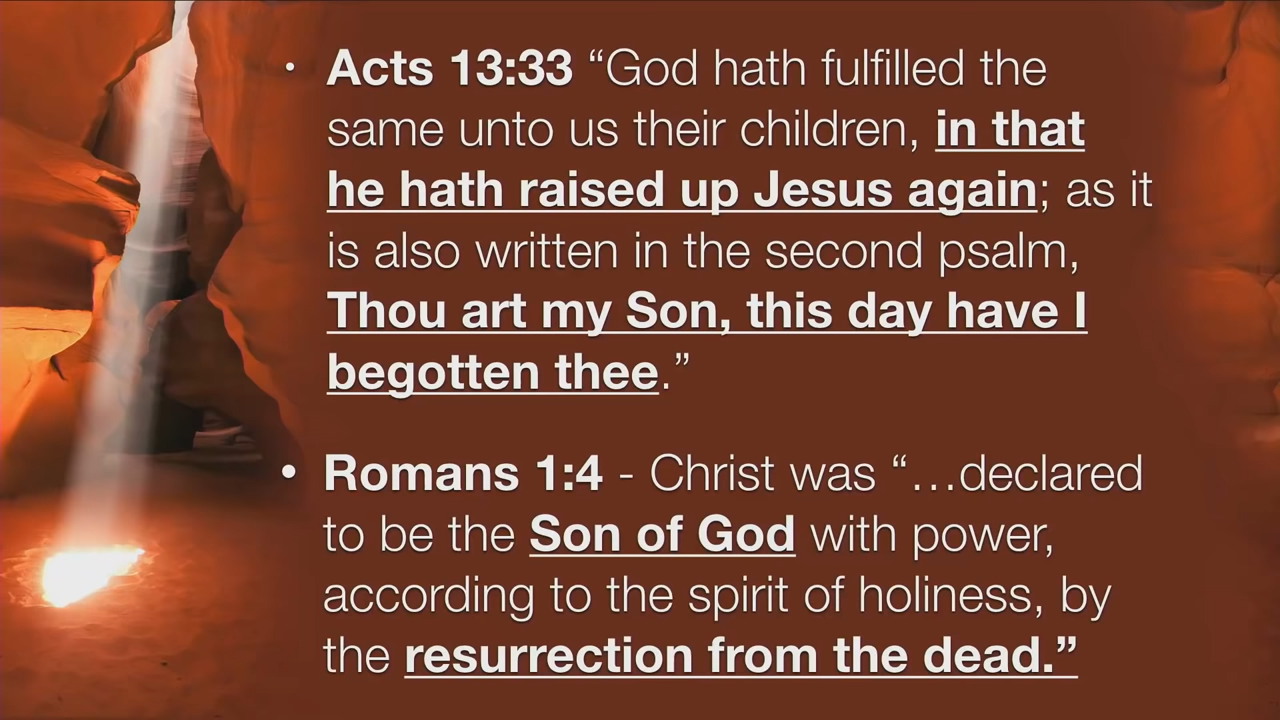 • Acts 13:33 “God hath fulfilled the
same unto us their children, in that
he hath raised up Jesus again; as it
is also written in the second psalm,
Thou art my Son, this day have I
begotten thee.”
• Romans 1:4 - Christ was “…declared
to be the Son of God with power,
according to the spirit of holiness, by
the resurrection from the dead.”